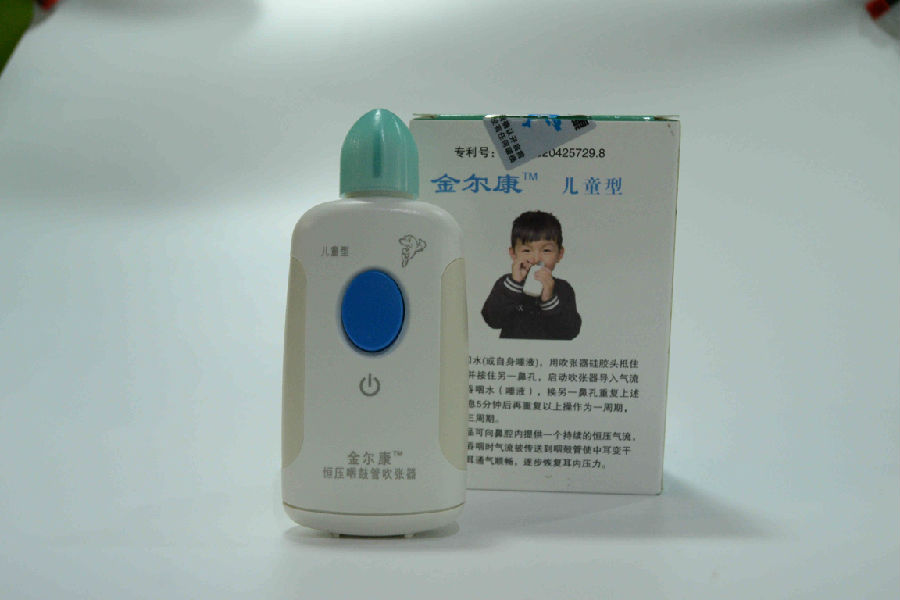 专利号：
20425729.8
金尔康™ 儿童型
水(或自身唾液)，用吹张器硅胶头抵住
并按住另一鼻孔，启动吹张器导入气流
吞咽水（唾液），换另一鼻孔重复上述
息5分钟后再重复以上操作为一周期，
三周期。
品可向鼻腔内提供一个持续的恒压气流，
吞咽时气流被传送到咽鼓管使中耳变干
耳通气顺畅，逐步恢复耳内压力。
儿童型
金尔康™
恒压咽鼓管吹张器